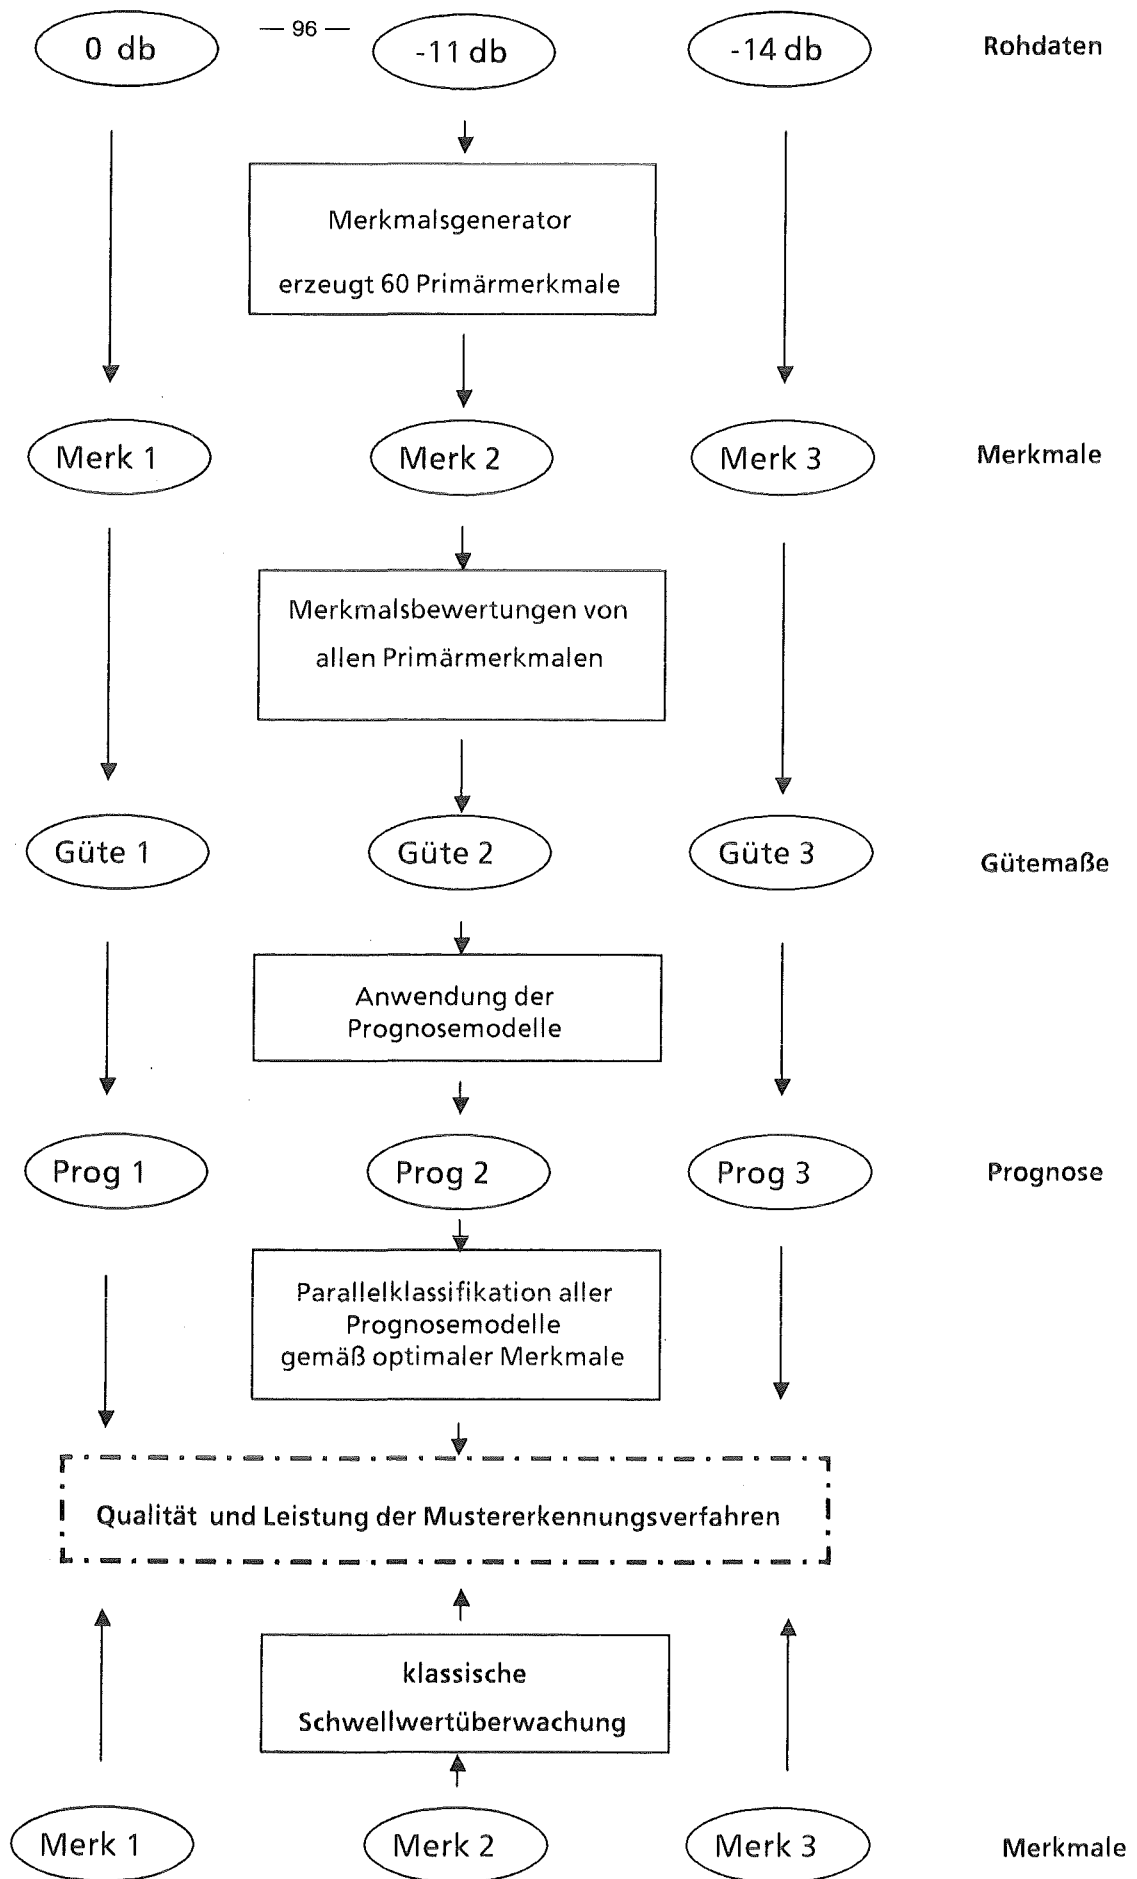 — 96 —
0 db
-11 db
-14 db
Rohdaten
Merkmalsgenerator
erzeugt 60 Primärmerkmale
Merk 1
Merk 2
Merk 3
Merkmale
Merkmalsbewertungen von
allen Primärmerkmalen
Güte 1
Güte 2
Güte 3
Gütemaße
Anwendung der
Prognosemodelle
Prog 1
Prog 2
Prog 3
Prognose
Parallelklassifikation aller
Prognosemodelle
gemäß optimaler Merkmale
Qualität und Leistung der Mustererkennungsverfahren
klassische
Schwellwertüberwachung
Merk 1
Merk 2
Merk 3
Merkmale